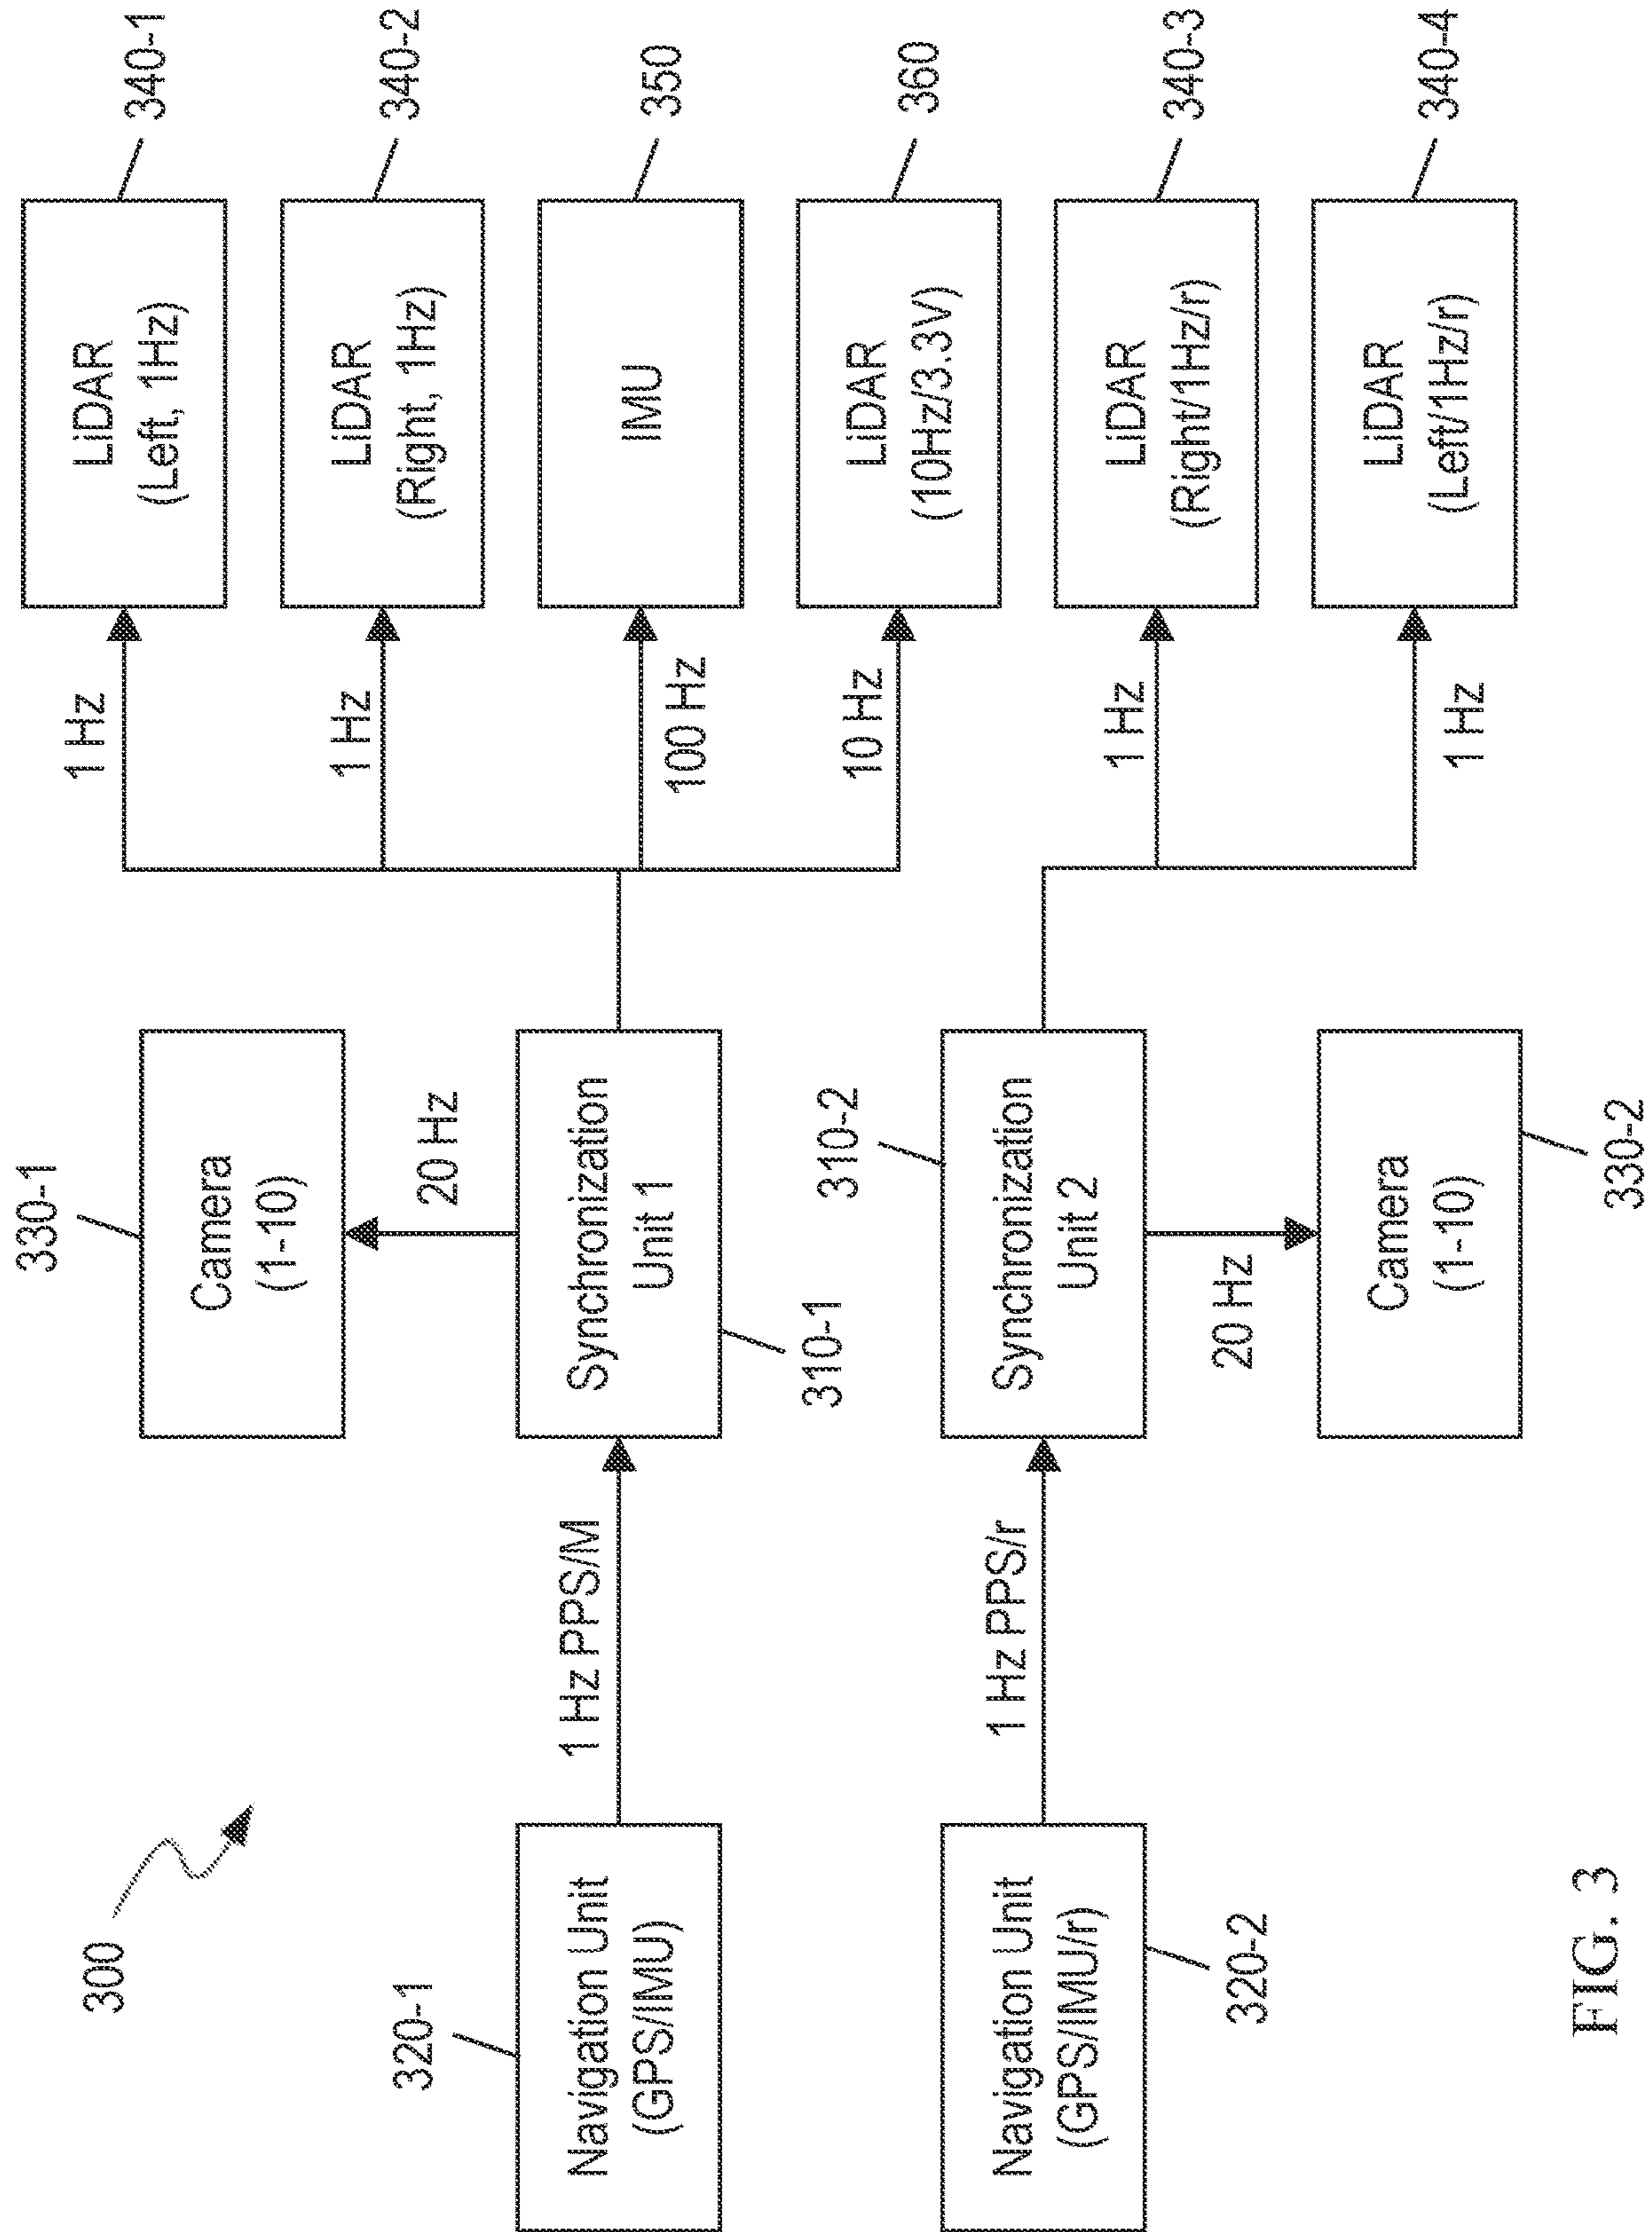 300
330-1
Camera
(1-10)
20 Hz
320-1
Navigation Unit
(GPS/IMU)
1 Hz PPS/M
Synchronization
Unit 1
310-1
1 Hz
LiDAR
(Left, 1Hz)
340-1
1 Hz
LiDAR
(Right, 1Hz)
340-2
100 Hz
IMU
350
10 Hz
LiDAR
(10Hz/3.3V)
360
Navigation Unit
(GPS/IMU/r)
320-2
1 Hz PPS/r
310-2
Synchronization
Unit 2
20 Hz
Camera
(1-10)
330-2
1 Hz
LiDAR
(Right/1Hz/r)
340-3
1 Hz
LiDAR
(Left/1Hz/r)
340-4
FIG. 3